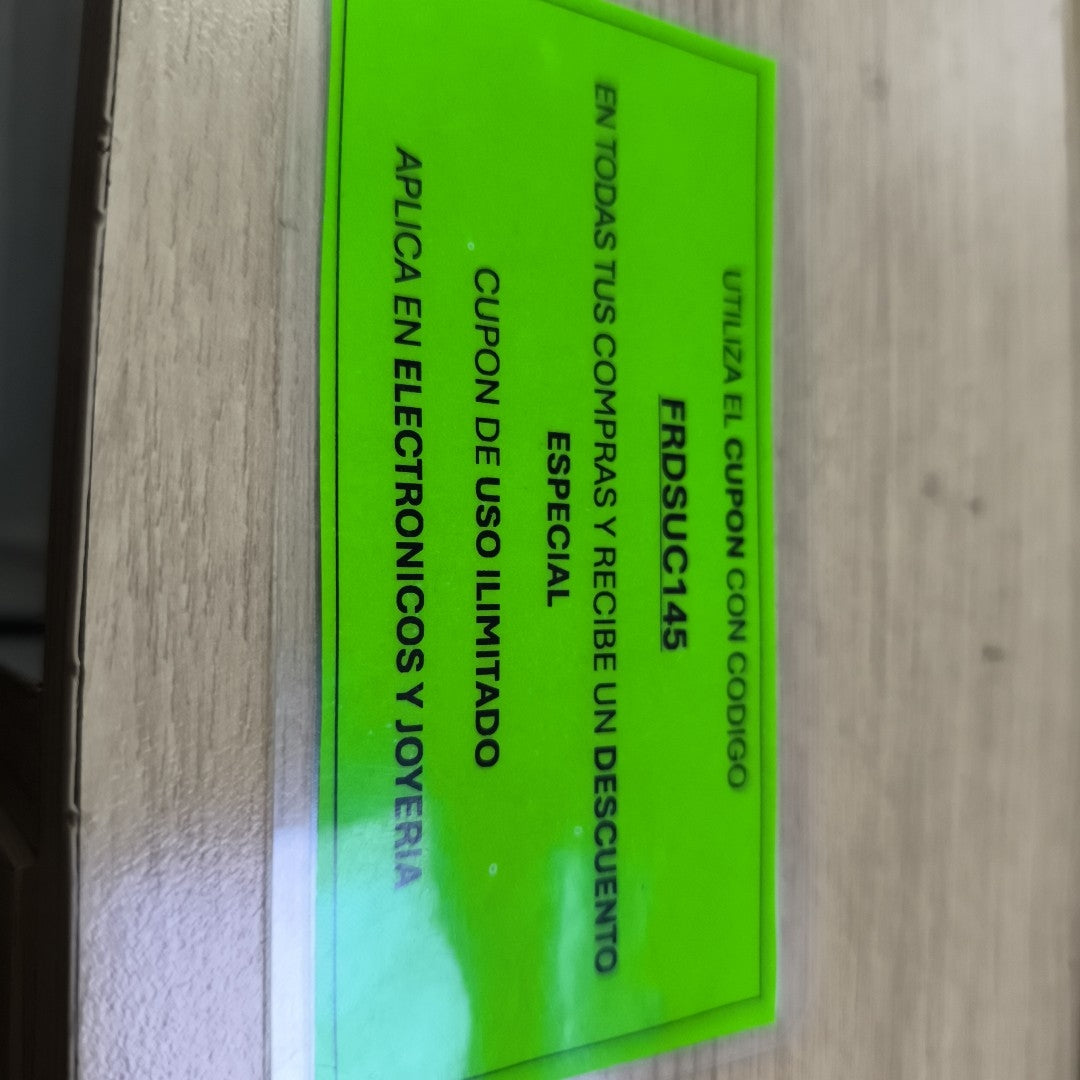 UTILIZA EL CUPON CON CODIGO
FRDSUC145
EN TODAS TUS COMPRAS Y RECIBE UN DESCUENTO
ESPECIAL
CUPON DE USO ILIMITADO
APLICA EN ELECTRONICOS Y JOYERIA